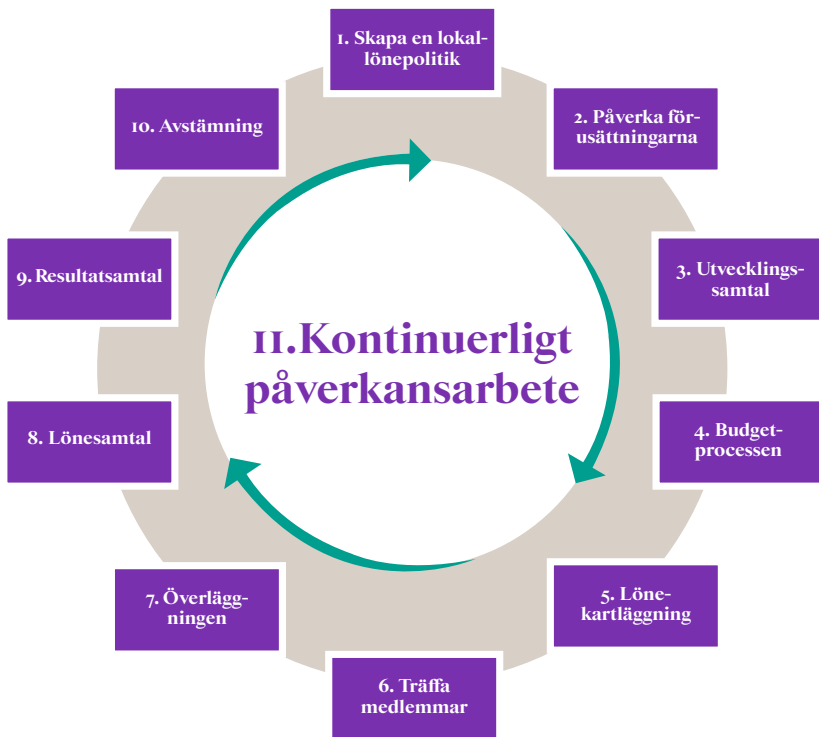 1. Skapa en lokal-
lönepolitik
2. Påverka för-
usättningarna
3. Utvecklings-
samtal
4. Budget-
processen
5. Löne-
kartläggning
6. Träffa
medlemmar
7. Överlägg-
ningen
8. Lönesamtal
9. Resultatsamtal
10. Avstämning
11.Kontinuerligt
påverkansarbete